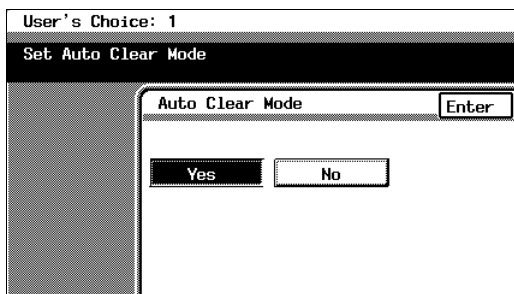 User's Choice: 1
Set Auto Clear Mode
Auto Clear Mode
Enter
Yes
No